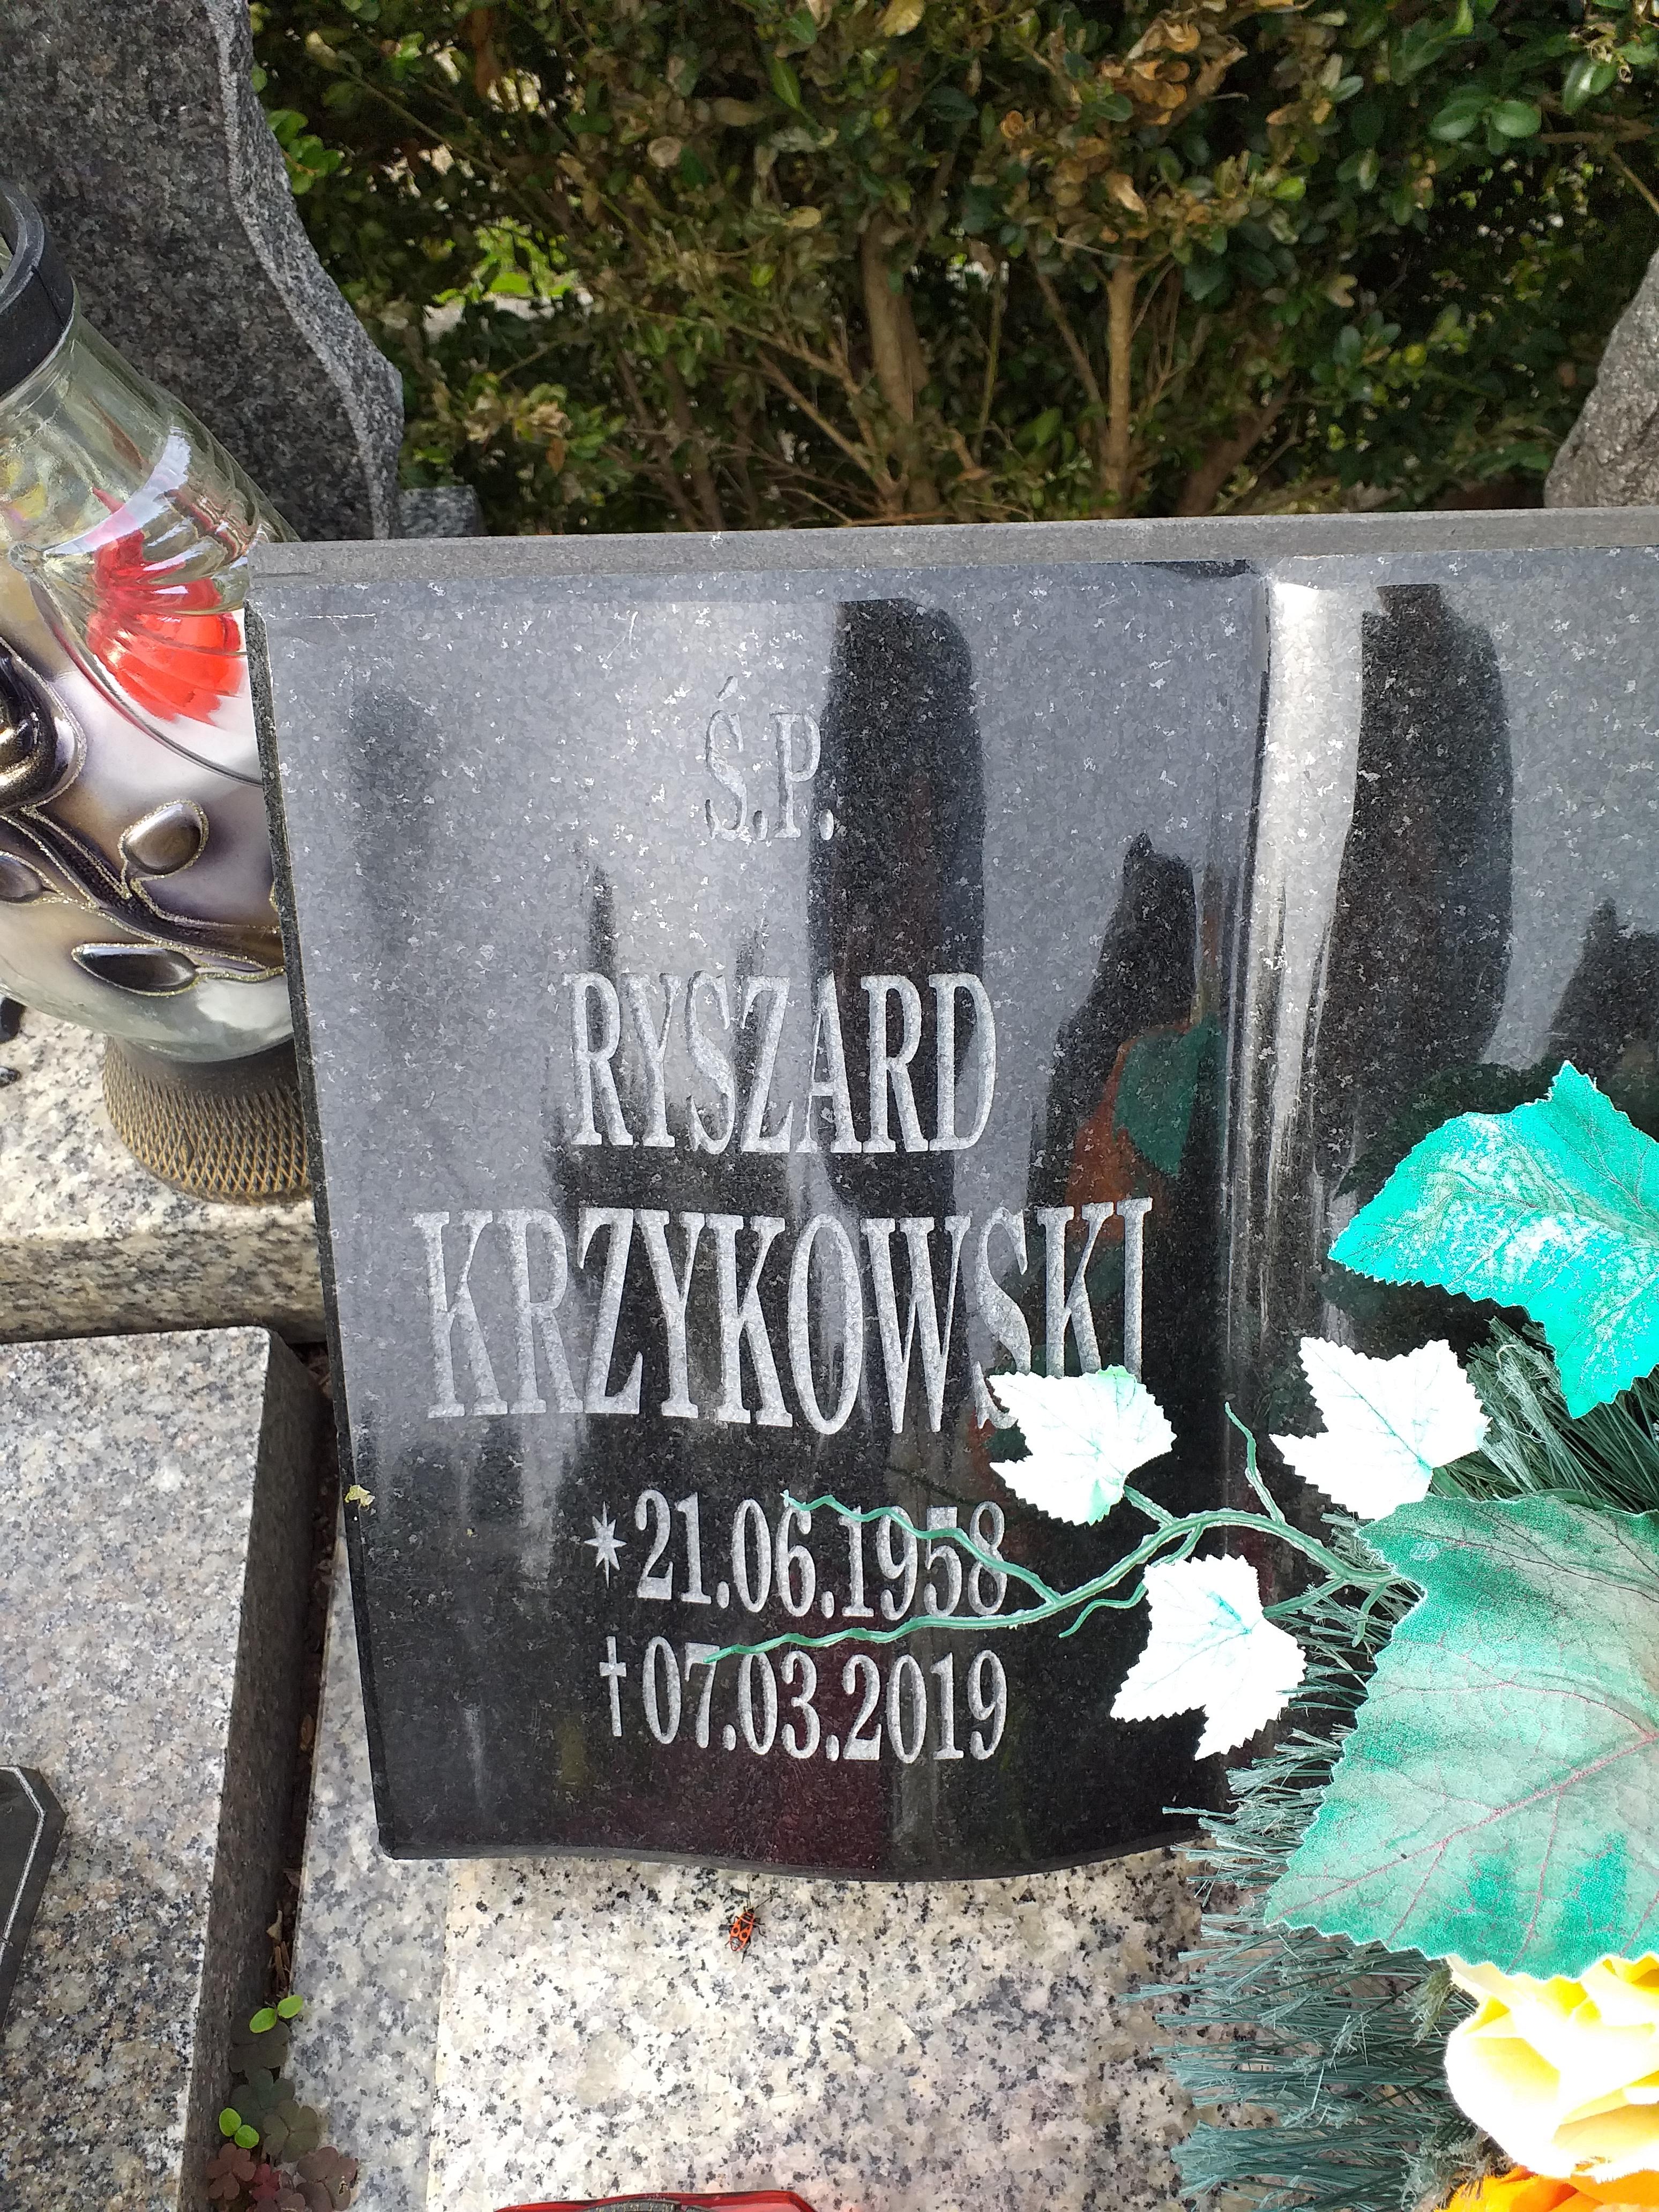 Ś.P.
RYSZARD
KRZYKOWSKI
* 21.06.1958
† 07.03.2019